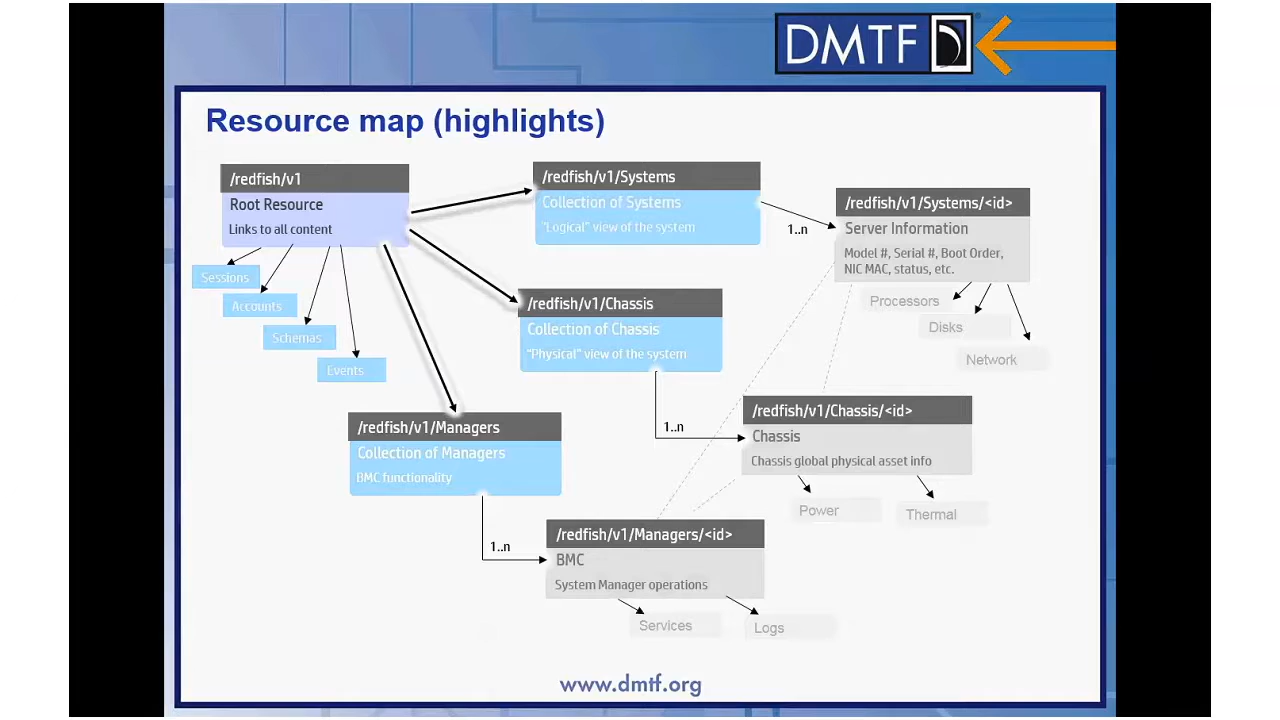 DMTF
Resource map (highlights)
/redfish/v1
Root Resource
Links to all content
Sessions
Accounts
Schemas
Events
/redfish/v1/Systems
Collection of Systems
"Logical" view of the system
1..n
/redfish/v1/Systems/<id>
Server Information
Model #, Serial #, Boot Order,
NIC MAC, status, etc.
Processors
Disks
Network
/redfish/v1/Chassis
Collection of Chassis
"Physical" view of the system
1..n
/redfish/v1/Chassis/<id>
Chassis
Chassis global physical asset info
Power
Thermal
/redfish/v1/Managers
Collection of Managers
BMC functionality
1..n
/redfish/v1/Managers/<id>
BMC
System Manager operations
Services
Logs
www.dmtf.org